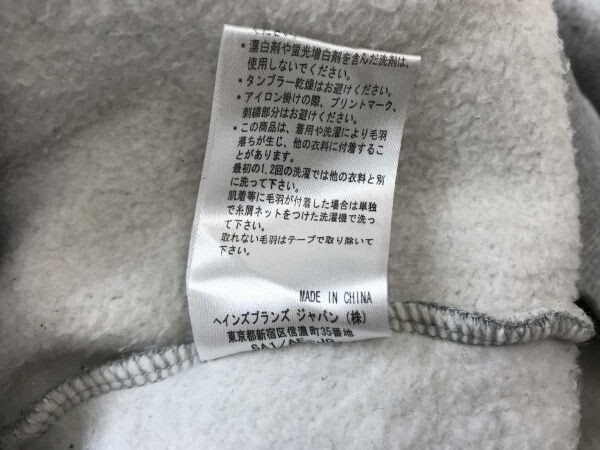 ください。
・漂白剤や蛍光増白剤を含んだ洗剤は、
使用しないでください。
・タンブラー乾燥はお避けください。
・アイロン掛けの際、プリントマーク、
刺繍部分はお避けください。
・この商品は、着用や洗濯により毛羽
落ちが生じ、他の衣料に付着するこ
とがあります。
最初の1,2回の洗濯では他の衣料と別
に洗って下さい。
肌着等に毛羽が付着した場合は単独
で糸屑ネットをつけた洗濯機で洗っ
て下さい。
取れない毛羽はテープで取り除いて
下さい。
MADE IN CHINA
ヘインズブランズ ジャパン（株）
東京都新宿区信濃町35番地